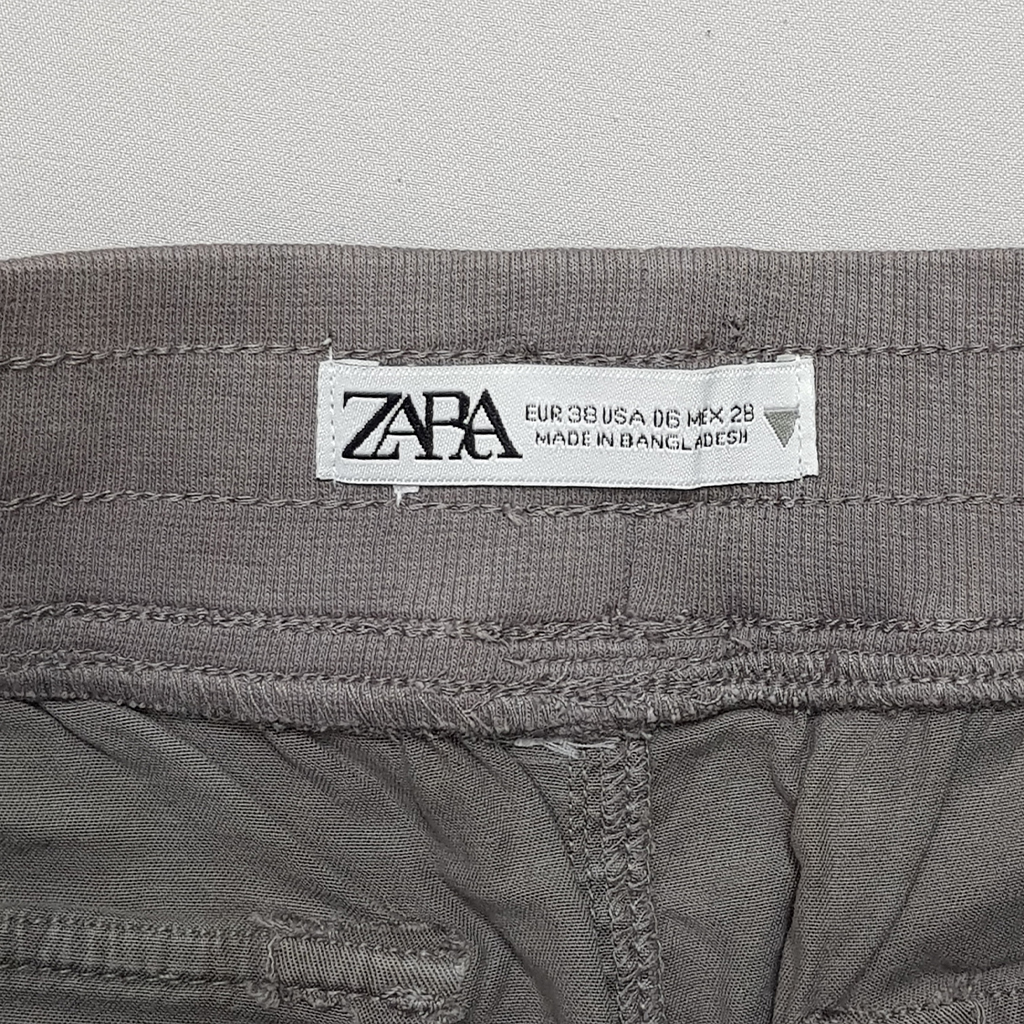 ZARA
EUR 38 USA 06 MEX 28
MADE IN BANGLADESH